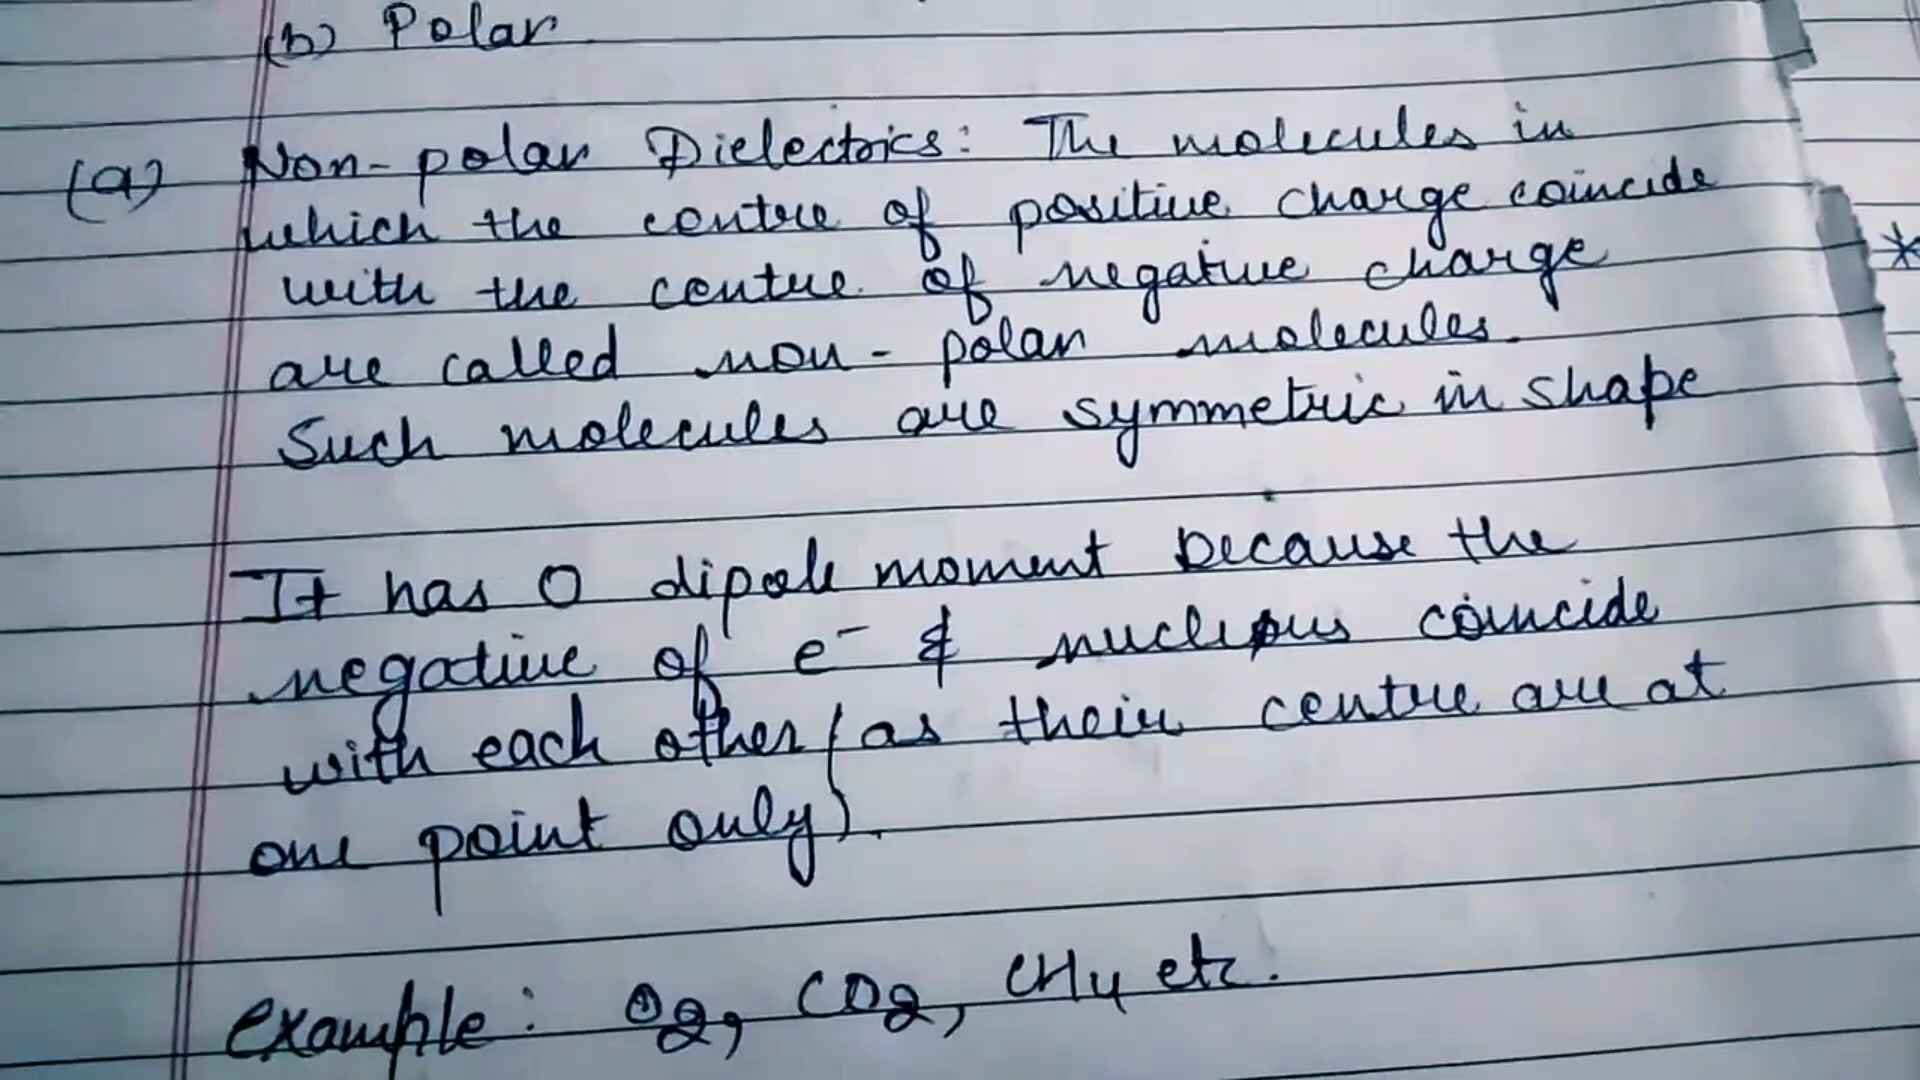 (b) Polar
(a) Non-polar Dielectrics: The molecules in
which the centre of positive charge coincide
with the centre of negative charge
are called non-polar molecules.
Such molecules are symmetric in shape
It has 0 dipole moment because the
negative of e⁻ & nucleus coincide
with each other (as their centre are at
one point only).
example: O₂, CO₂, CH₄ etc.
*